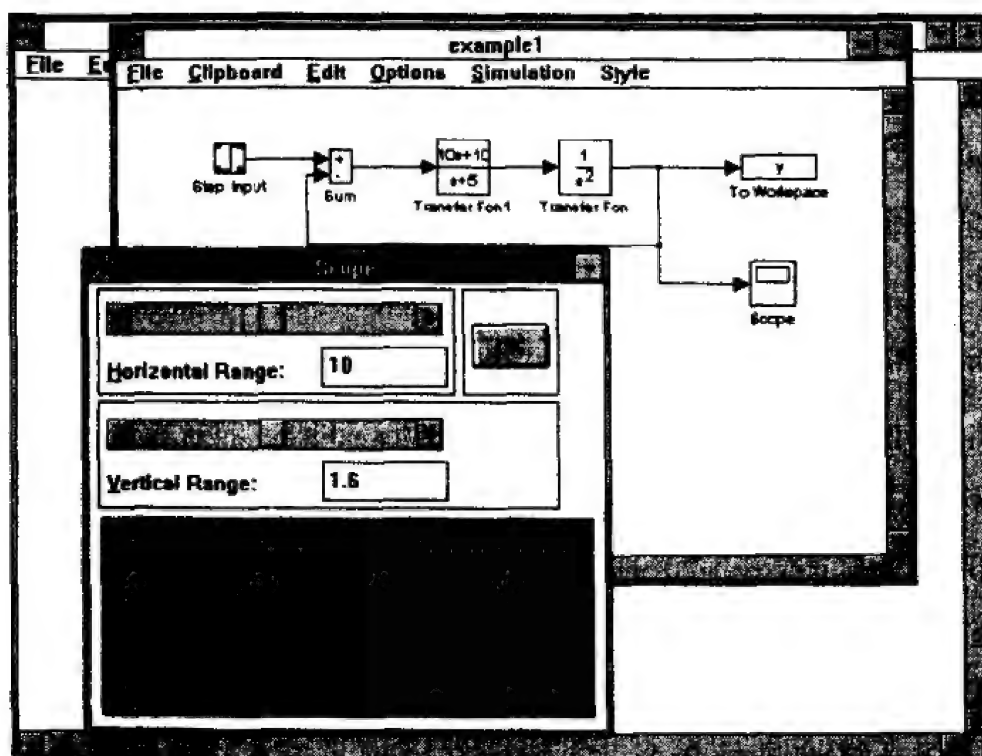 example1
File
File Clipboard Edit Options Simulation Style
Step Input
+
-
Sum
10s+10
s+5
Transfer Fcn1
1
s2
Transfer Fcn
y
To Workspace
Scope
Scope
Horizontal Range: 10
Vertical Range: 1.6